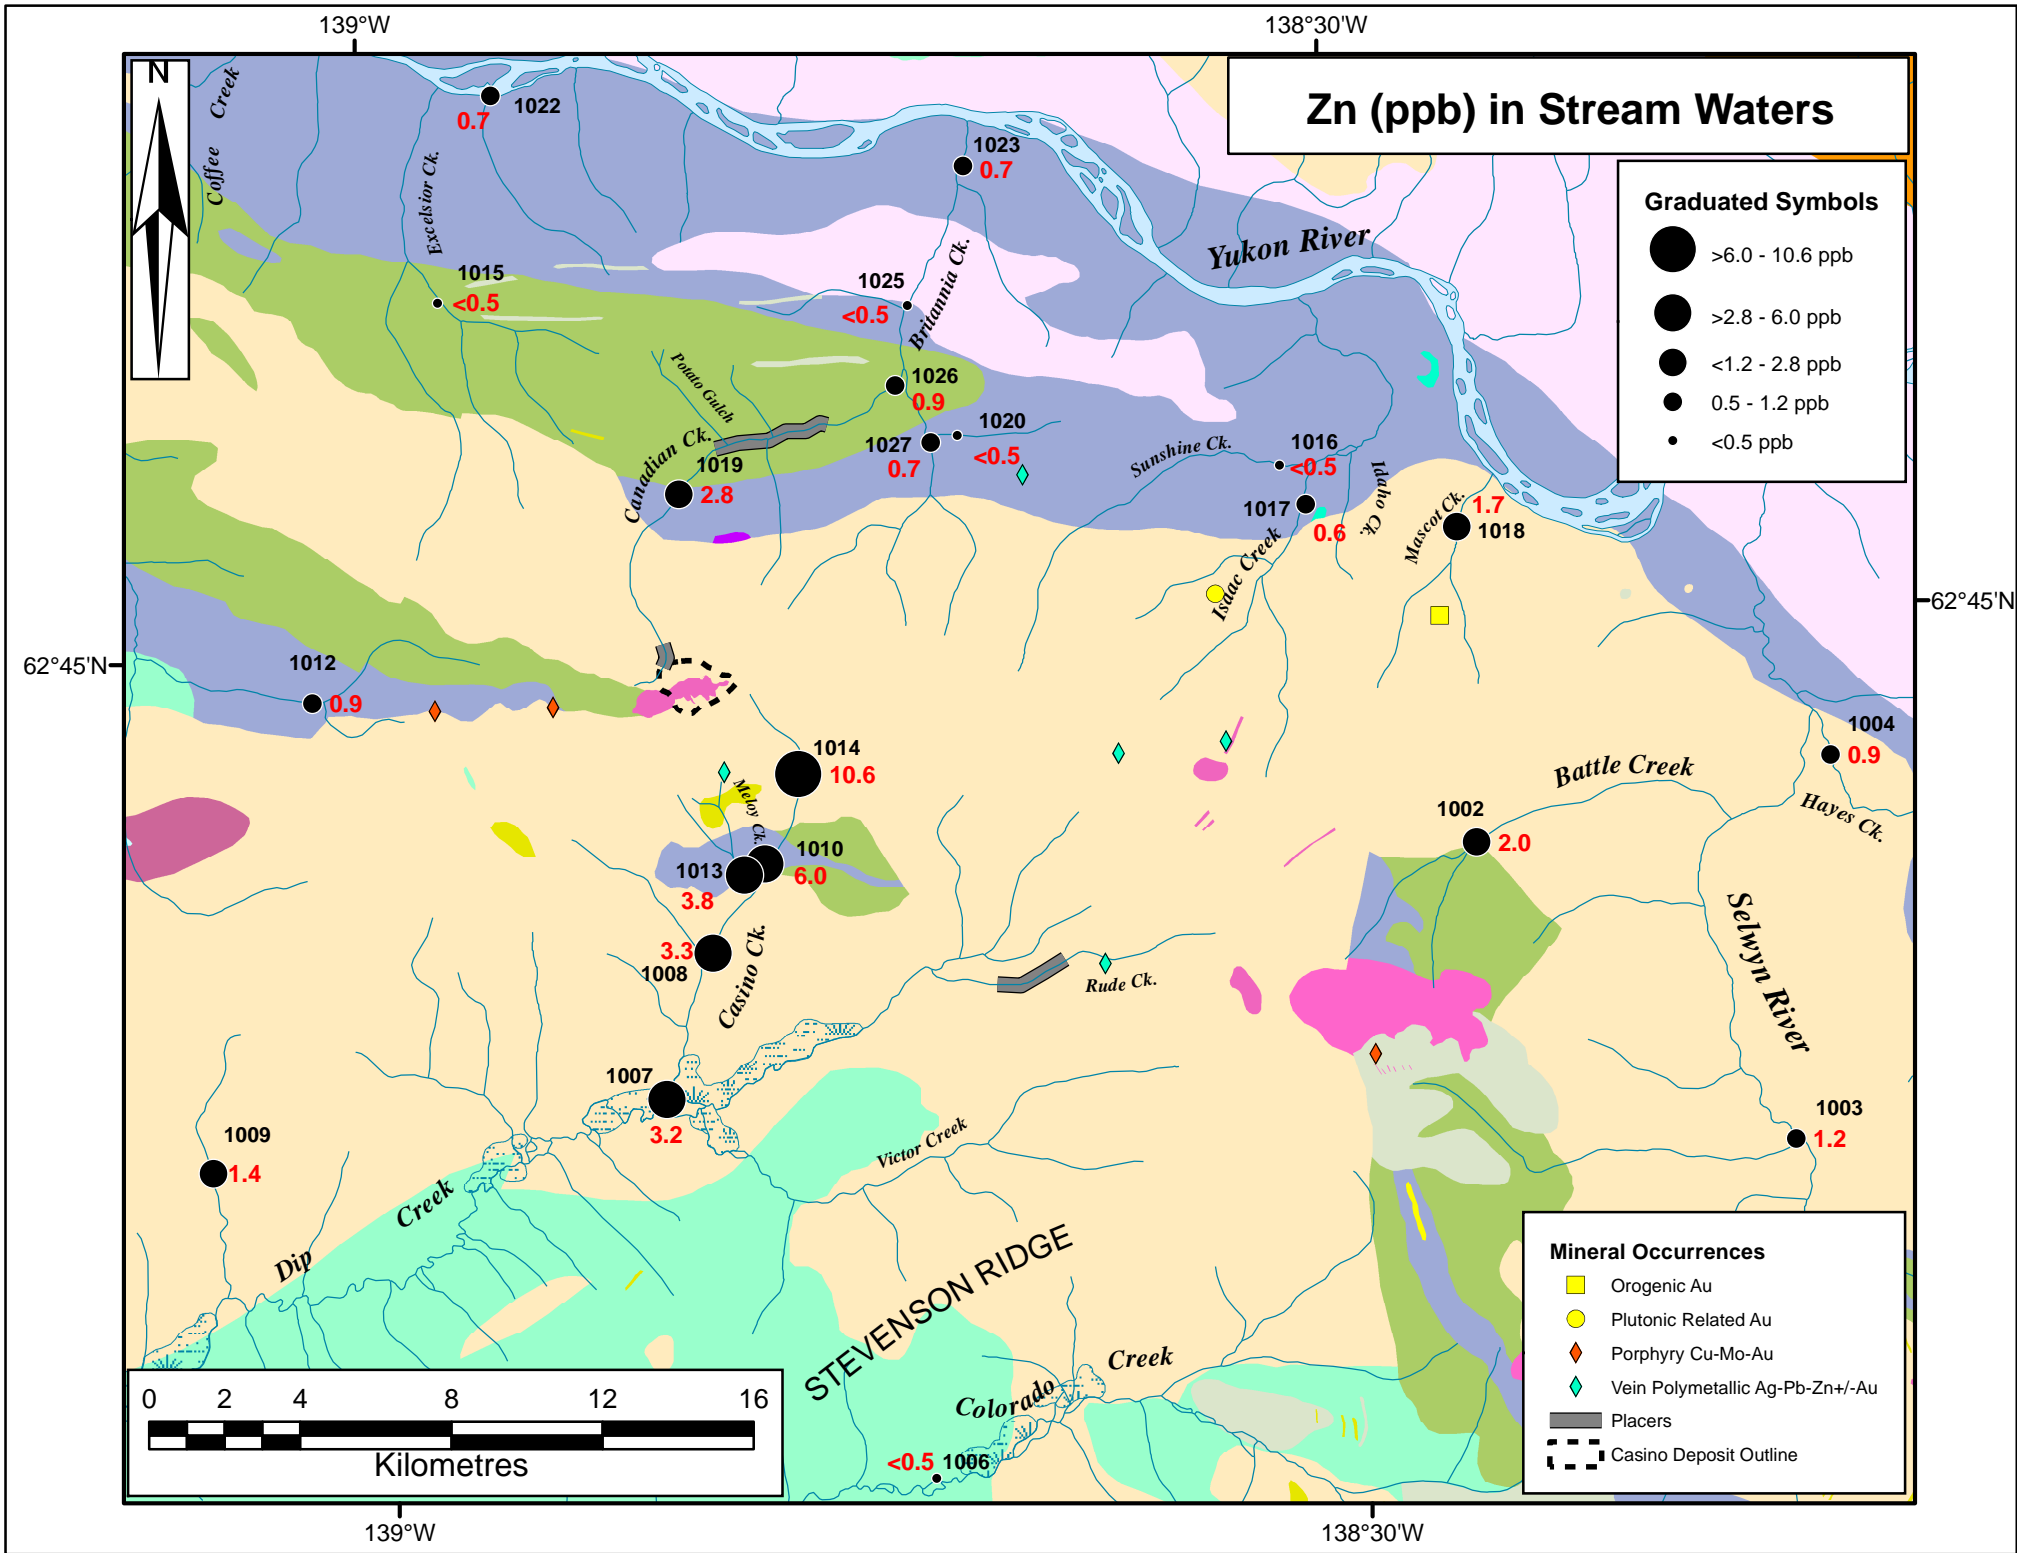 139°W
138°30'W
N
Zn (ppb) in Stream Waters
Coffee Creek
1022
0.7
Excelsior Ck.
1023
0.7
Graduated Symbols
>6.0 - 10.6 ppb
>2.8 - 6.0 ppb
<1.2 - 2.8 ppb
0.5 - 1.2 ppb
<0.5 ppb
Yukon River
1015
<0.5
1025
<0.5
Britannia Ck.
Potato Gulch
1026
0.9
Canadian Ck.
1019
2.8
1027
0.7
1020
<0.5
Sunshine Ck.
1016
<0.5
1017
0.6
Idaho Ck.
Isaac Creek
Mascot Ck.
1.7
1018
62°45'N
62°45'N
1012
0.9
1014
10.6
Meloy Ck.
1010
6.0
1013
3.8
3.3
1008
Casino Ck.
1004
0.9
Hayes Ck.
Battle Creek
1002
2.0
Selwyn River
Rude Ck.
1007
3.2
1009
1.4
1003
1.2
Victor Creek
Dip Creek
STEVENSON RIDGE
Colorado Creek
<0.5
1006
Mineral Occurrences
Orogenic Au
Plutonic Related Au
Porphyry Cu-Mo-Au
Vein Polymetallic Ag-Pb-Zn+/-Au
Placers
Casino Deposit Outline
0 2 4 8 12 16
Kilometres
139°W
138°30'W